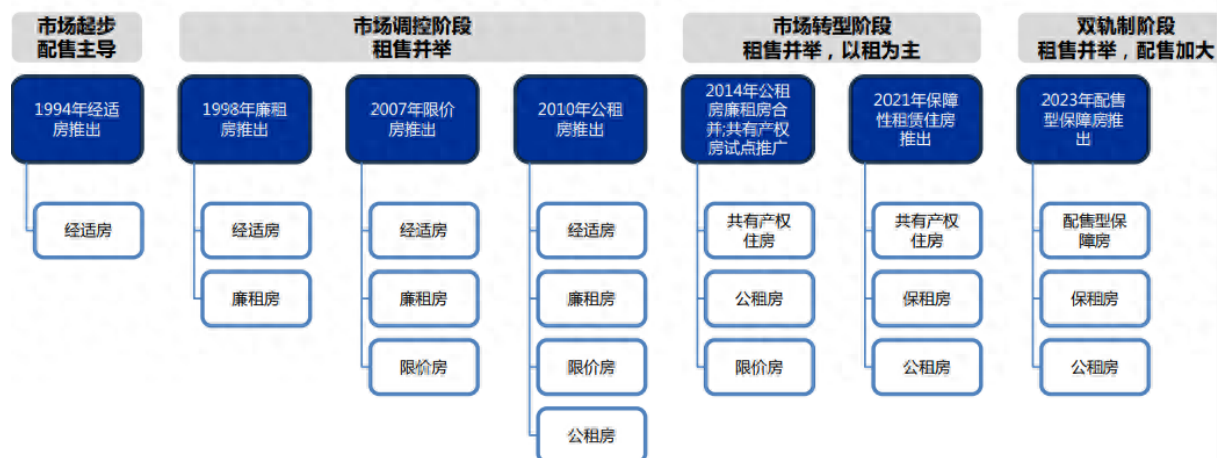 市场起步
配售主导
市场调控阶段
租售并举
市场转型阶段
租售并举，以租为主
双轨制阶段
租售并举，配售加大
1994年经适
房推出
1998年廉租
房推出
2007年限价
房推出
2010年公租
房推出
2014年公租
房廉租房合
并;共有产权
房试点推广
2021年保障
性租赁住房
推出
2023年配售
型保障房推
出
经适房
经适房
廉租房
经适房
廉租房
限价房
经适房
廉租房
限价房
公租房
共有产权
住房
公租房
限价房
共有产权
住房
保租房
公租房
配售型保
障房
保租房
公租房